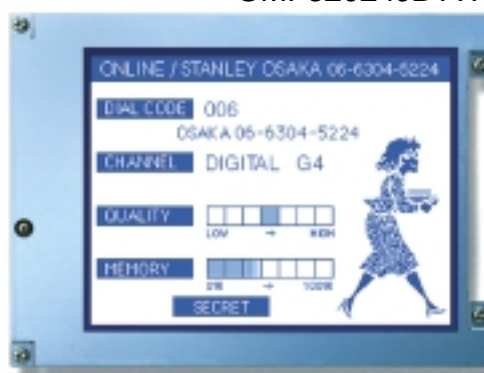 ONLINE / STANLEY OSAKA 06-6304-5224
DIAL CODE 006
OSAKA 06-6304-5224
CHANNEL DIGITAL G4
QUALITY
LOW → HIGH
MEMORY
0% → 100%
SECRET